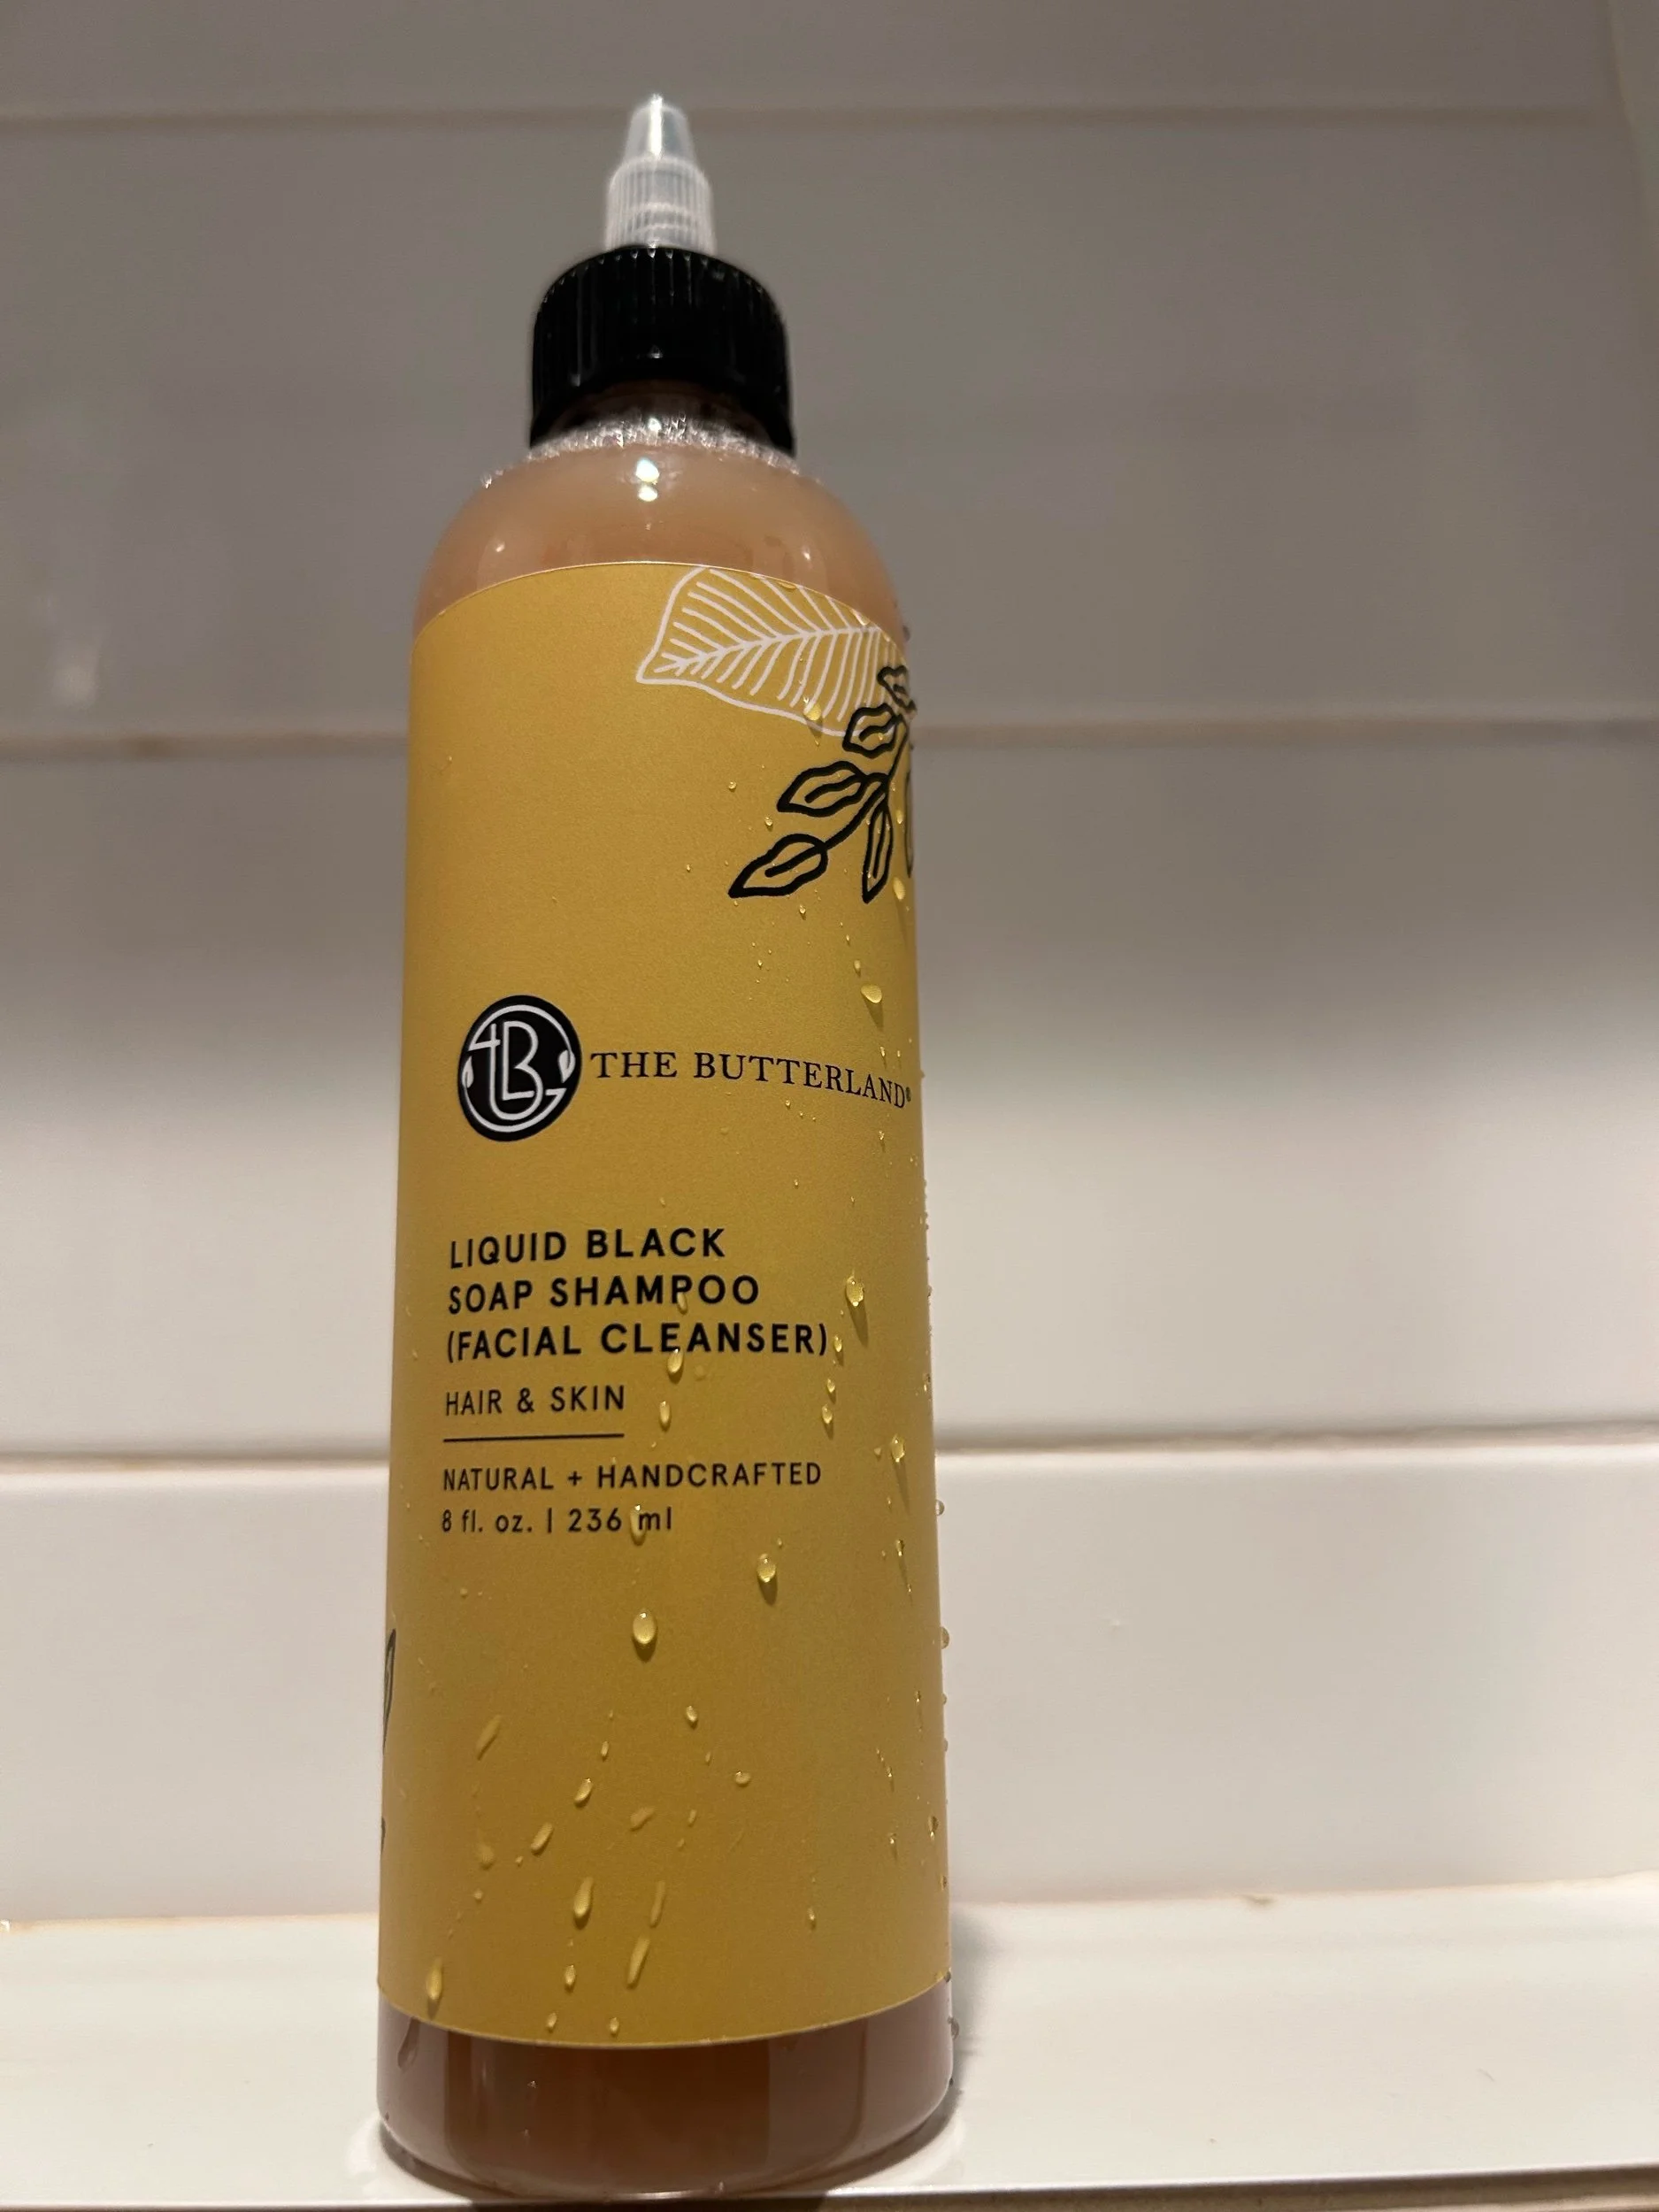 THE BUTTERLAND®
LIQUID BLACK
SOAP SHAMPOO
(FACIAL CLEANSER)
HAIR & SKIN
NATURAL + HANDCRAFTED
8 fl. oz. | 236 ml